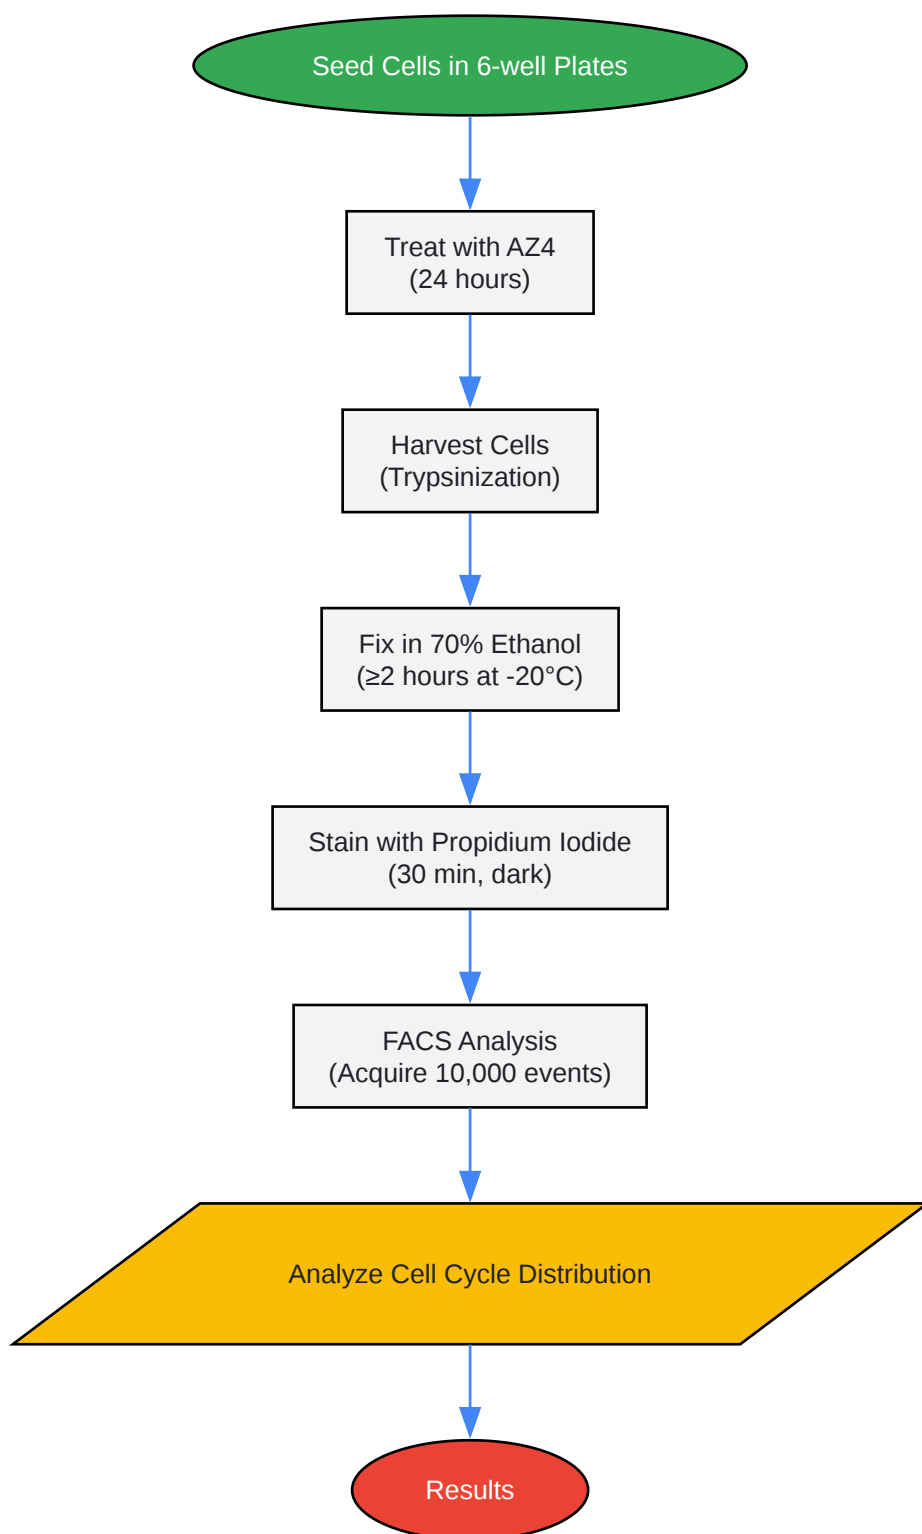 Seed Cells in 6-well Plates
Treat with AZ4
(24 hours)
Harvest Cells
(Trypsinization)
Fix in 70% Ethanol
(≥2 hours at -20°C)
Stain with Propidium Iodide
(30 min, dark)
FACS Analysis
(Acquire 10,000 events)
Analyze Cell Cycle Distribution
Results